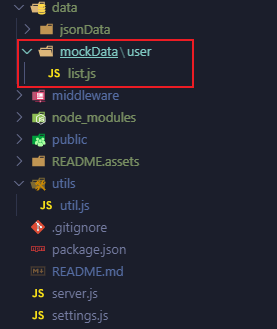 data
jsonData
mockData\user
JS list.js
middleware
node_modules
public
README.assets
utils
JS util.js
.gitignore
package.json
README.md
JS server.js
JS settings.js